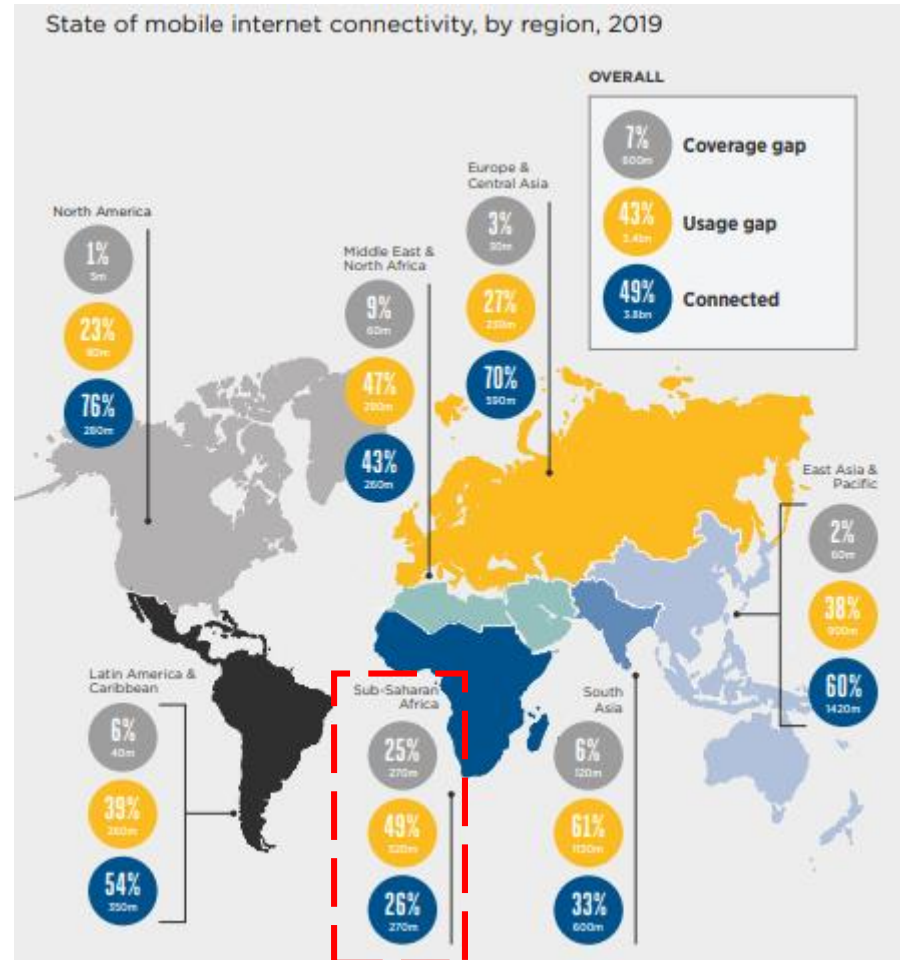 State of mobile internet connectivity, by region, 2019
OVERALL
7%
600m
Coverage gap
43%
3.4bn
Usage gap
49%
3.8bn
Connected
North America
1%
5m
23%
80m
76%
280m
Middle East &
North Africa
9%
60m
47%
280m
43%
260m
Europe &
Central Asia
3%
30m
27%
70%
590m
East Asia &
Pacific
2%
60m
38%
900m
60%
1420m
Latin America &
Caribbean
6%
40m
39%
260m
54%
350m
Sub-Saharan
Africa
25%
270m
49%
520m
26%
270m
South
Asia
6%
120m
61%
1130m
33%
600m